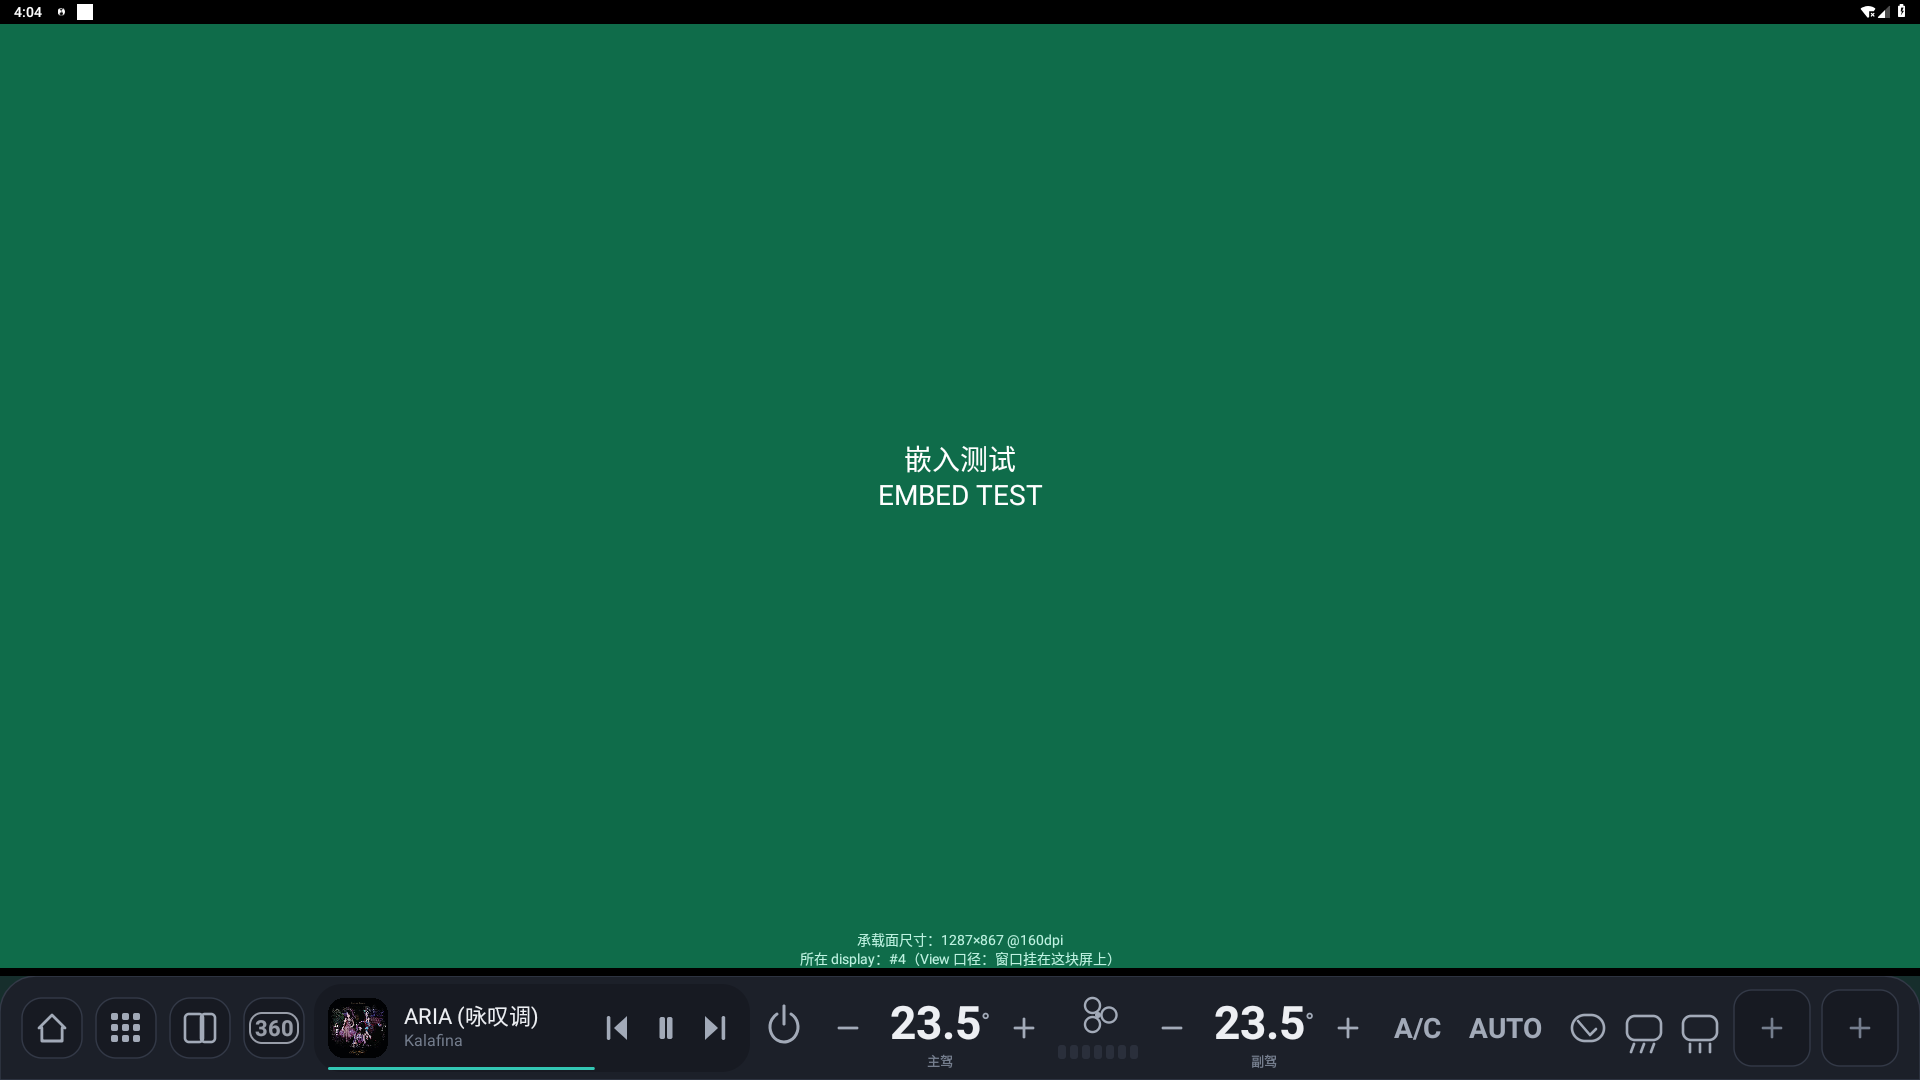 4:04
嵌入测试
EMBED TEST
承载面尺寸：1287×867 @160dpi
所在 display：#4（View 口径：窗口挂在这块屏上）
360
ARIA (咏叹调)
Kalafina
23.5°
主驾
23.5°
副驾
A/C
AUTO